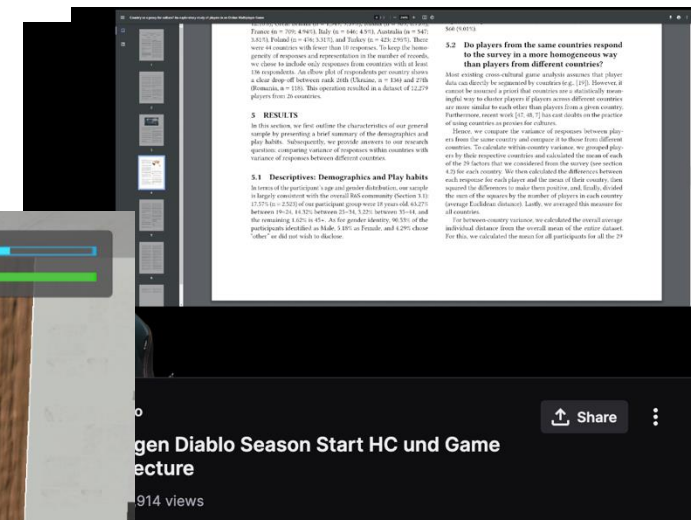 France (n = 709; 4.94%), Italy (n = 646; 4.5%), Australia (n = 547;
3.81%), Poland (n = 476; 3.31%), and Turkey (n = 425; 2.96%). There
were 44 countries with fewer than 10 responses. To keep the homo-
geneity of responses and representation in the number of records,
we chose to include only responses from countries with at least
136 respondents. An elbow plot of respondents per country shows
a clear drop-off between rank 26th (Ukraine, n = 136) and 27th
(Romania, n = 118). This operation resulted in a dataset of 12,279
players from 26 countries.
5 RESULTS
In this section, we first outline the characteristics of our general
sample by presenting a brief summary of the demographics and
play habits. Subsequently, we provide answers to our research
question: comparing variance of responses within countries with
variance of responses between different countries.
5.1 Descriptives: Demographics and Play habits
In terms of the participant's age and gender distribution, our sample
is largely consistent with the overall R6S community (Section 3.1):
17.57% (n = 2,523) of our participant group were 18 years old, 63.27%
between 19-24, 14.32% between 25-34, 3.22% between 35-44, and
the remaining 1.62% is 45+. As for gender identity, 90.53% of the
participants identified as Male, 5.18% as Female, and 4.29% chose
"other" or did not wish to disclose.
5.2 Do players from the same countries respond
to the survey in a more homogeneous way
than players from different countries?
Most existing cross-cultural game analysis assumes that player
data can directly be segmented by countries (e.g., [19]). However, it
cannot be assumed a priori that countries are a statistically mean-
ingful way to cluster players if players across different countries
are more similar to each other than players from a given country.
Furthermore, recent work [47, 48, 7] has cast doubts on the practice
of using countries as proxies for cultures.
Hence, we compare the variance of responses between play-
ers from the same country and compare it to those from different
countries. To calculate within-country variance, we grouped play-
ers by their respective countries and calculated the mean of each
of the 29 factors that we considered from the survey (see section
4.2) for each country. We then calculated the differences between
each response for each player and the mean of their country, then
squared the differences to make them positive, and, finally, divided
the sum of the squares by the number of players in each country
(average Euclidean distance). Lastly, we averaged this measure for
all countries.
For between-country variance, we calculated the overall average
individual distance from the overall mean of the entire dataset.
For this, we calculated the mean for all participants for all the 29
o
Share
gen Diablo Season Start HC und Game
ecture
914 views